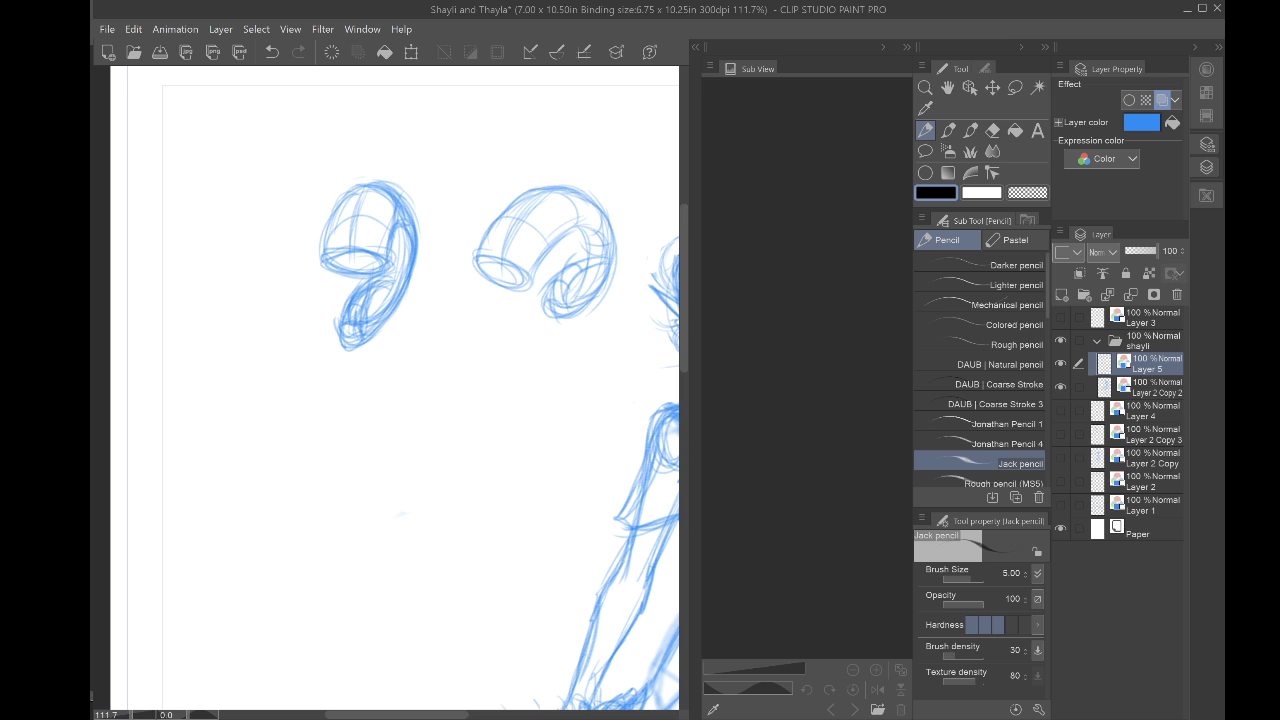 Shayli and Thayla* (7.00 x 10.50in Binding size:6.75 x 10.25in 300dpi 111.7%)  - CLIP STUDIO PAINT PRO
File Edit Animation Layer Select View Filter Window Help
Sub View
Tool
Layer Property
Effect
Layer color
Expression color
Color
Sub Tool [Pencil]
Pencil
Pastel
Darker pencil
Lighter pencil
Mechanical pencil
Colored pencil
Rough pencil
DAUB | Natural pencil
DAUB | Coarse Stroke
DAUB | Coarse Stroke 3
Jonathan Pencil 1
Jonathan Pencil 4
Jack pencil
Rough pencil (MS5)
Tool property [Jack pencil]
Jack pencil
Brush Size 5.00
Opacity 100
Hardness
Brush density 30
Texture density 80
Layer
Norm 100
100 % Normal
Layer 3
100 % Normal
shayli
100 % Normal
Layer 5
100 % Normal
Layer 2 Copy 2
100 % Normal
Layer 4
100 % Normal
Layer 2 Copy 3
100 % Normal
Layer 2 Copy
100 % Normal
Layer 2
100 % Normal
Layer 1
Paper
111.7 0.0